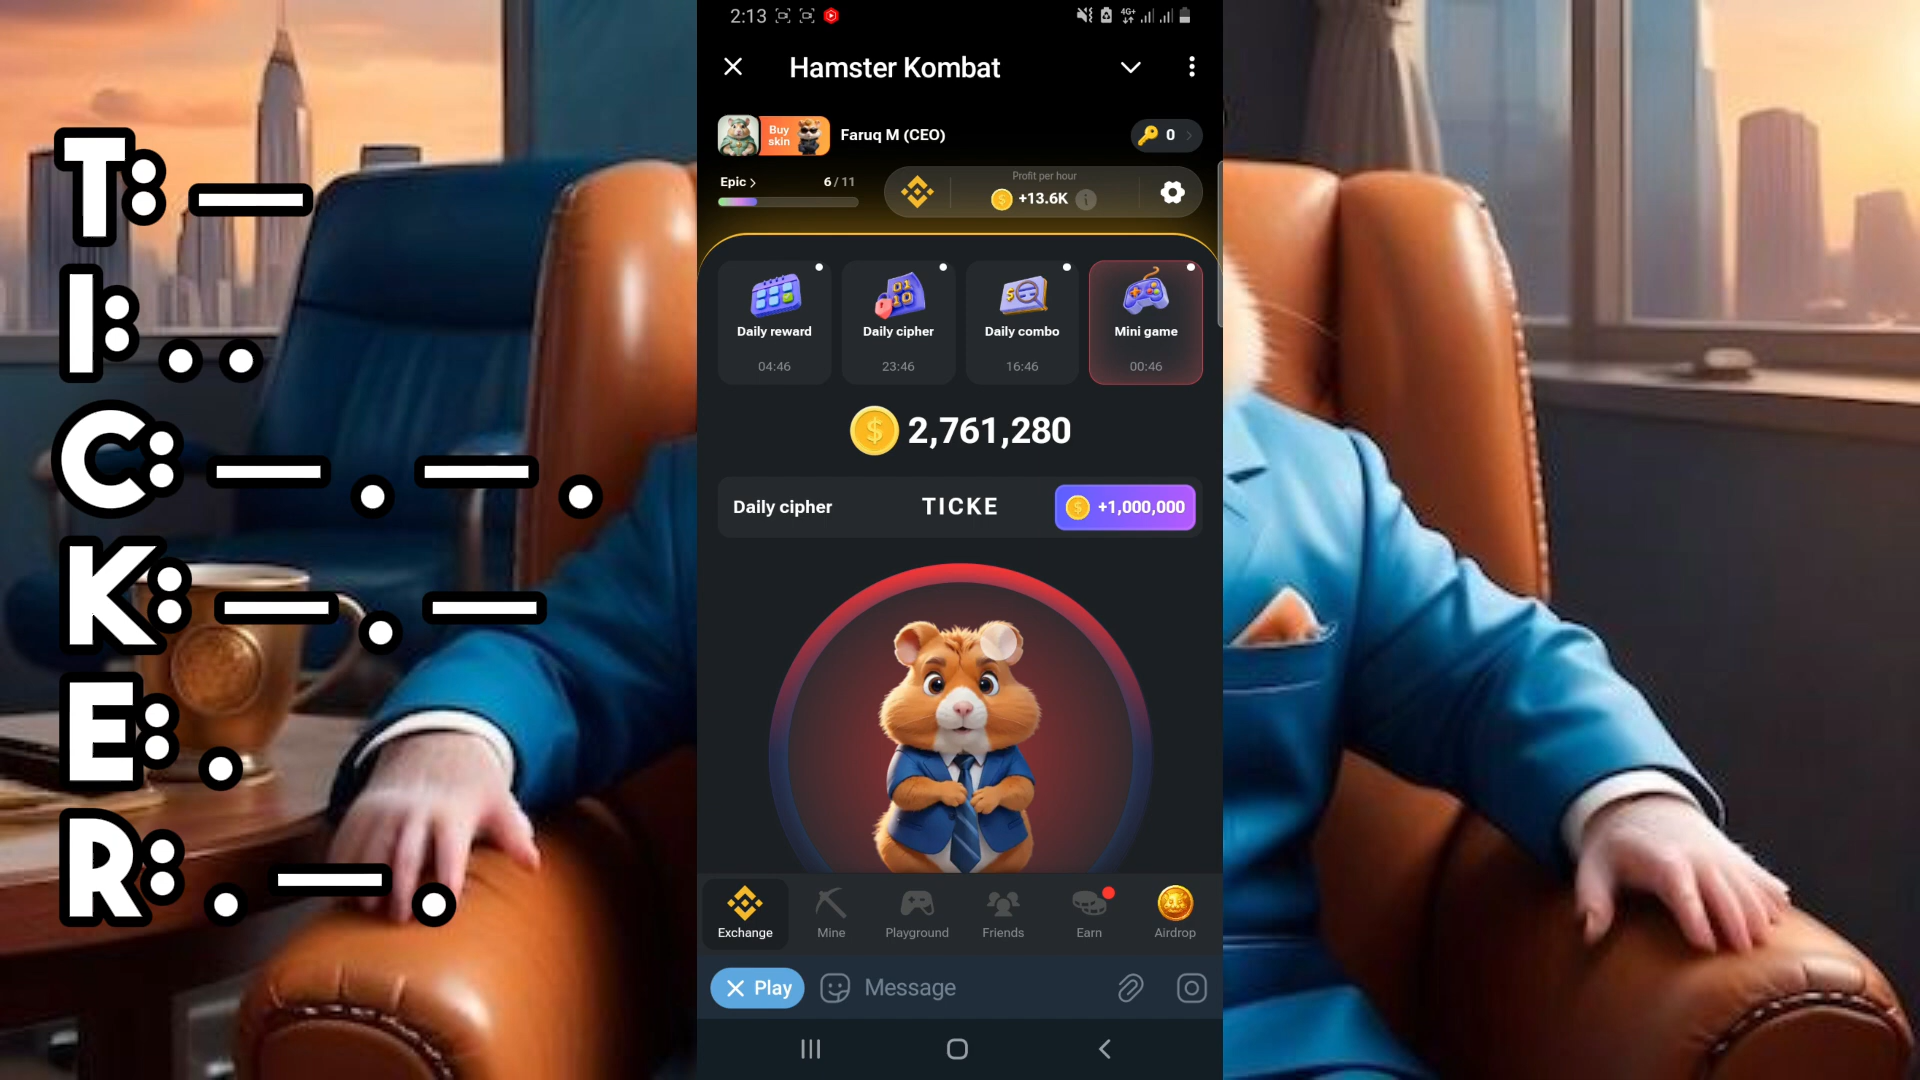 T: —
I: . .
C: — . — .
K: — . —
E: .
R: . — .
2:13
4G+
Hamster Kombat
Buy skin
Faruq M (CEO)
0
Epic >
6 / 11
Profit per hour
+13.6K
Daily reward
04:46
Daily cipher
23:46
Daily combo
16:46
Mini game
00:46
2,761,280
Daily cipher
TICKE
+1,000,000
Exchange
Mine
Playground
Friends
Earn
Airdrop
Play
Message